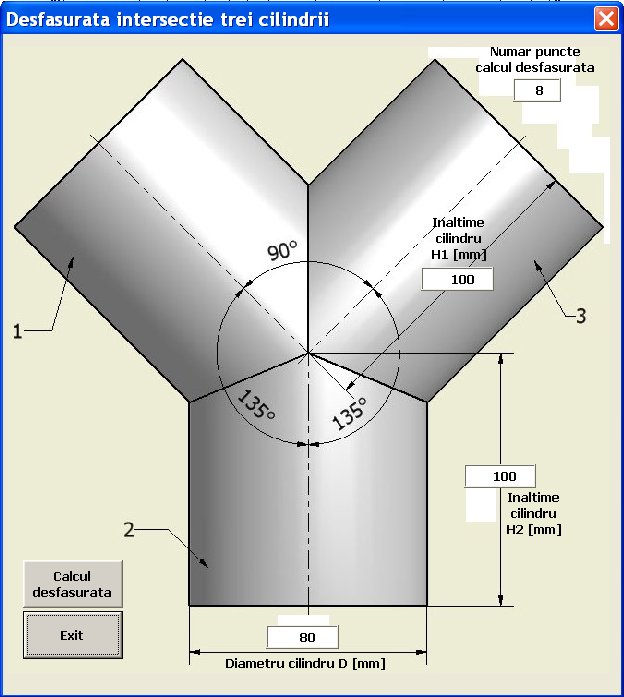 Desfasurata intersectie trei cilindrii
Numar puncte
calcul desfasurata
8
90°
Inaltime
cilindru
H1 [mm]
100
1
3
135°
135°
100
Inaltime
cilindru
H2 [mm]
2
Calcul
desfasurata
Exit
80
Diametru cilindru D [mm]